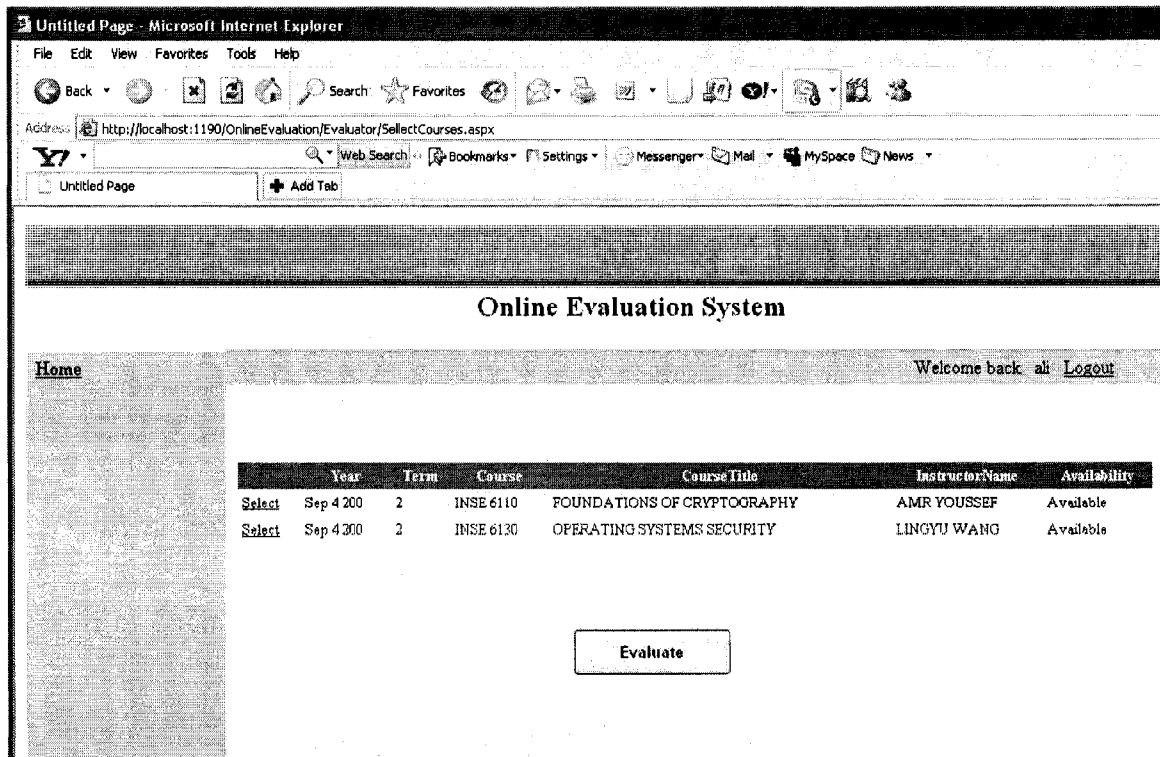 Untitled Page - Microsoft Internet Explorer
File Edit View Favorites Tools Help
Back Search Favorites
Address http://localhost:1190/OnlineEvaluation/Evaluator/SellectCourses.aspx
Y7 Web Search Bookmarks Settings Messenger Mail MySpace News
Untitled Page Add Tab
Online Evaluation System
Home Welcome back ali Logout
Year Term Course CourseTitle InstructorName Availability
Select Sep 4 200 2 INSE 6110 FOUNDATIONS OF CRYPTOGRAPHY AMR YOUSSEF Available
Select Sep 4 200 2 INSE 6130 OPERATING SYSTEMS SECURITY LINGYU WANG Available
Evaluate